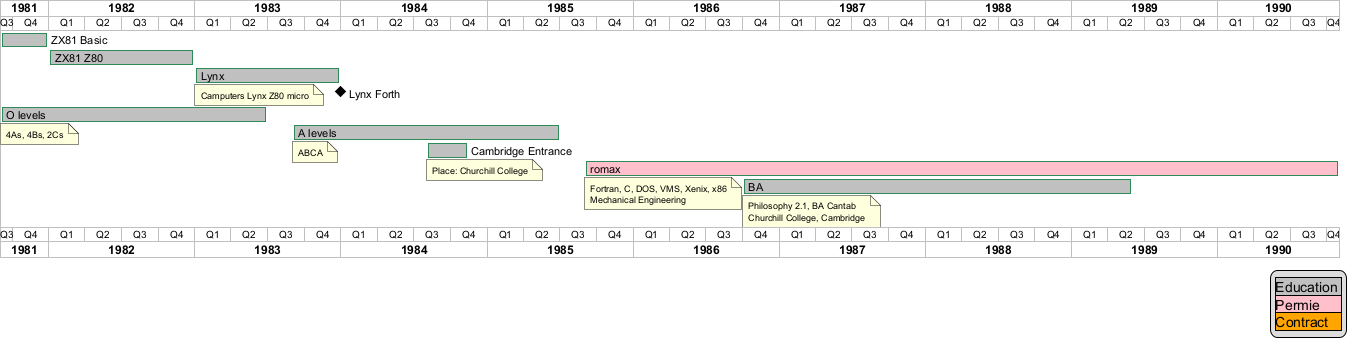 1981 1982 1983 1984 1985 1986 1987 1988 1989 1990
Q3 Q4 Q1 Q2 Q3 Q4 Q1 Q2 Q3 Q4 Q1 Q2 Q3 Q4 Q1 Q2 Q3 Q4 Q1 Q2 Q3 Q4 Q1 Q2 Q3 Q4 Q1 Q2 Q3 Q4 Q1 Q2 Q3 Q4 Q1 Q2 Q3 Q4
ZX81 Basic
ZX81 Z80
Lynx
Camputers Lynx Z80 micro
Lynx Forth
O levels
4As, 4Bs, 2Cs
A levels
ABCA
Cambridge Entrance
Place: Churchill College
romax
Fortran, C, DOS, VMS, Xenix, x86
Mechanical Engineering
BA
Philosophy 2.1, BA Cantab
Churchill College, Cambridge
Q3 Q4 Q1 Q2 Q3 Q4 Q1 Q2 Q3 Q4 Q1 Q2 Q3 Q4 Q1 Q2 Q3 Q4 Q1 Q2 Q3 Q4 Q1 Q2 Q3 Q4 Q1 Q2 Q3 Q4 Q1 Q2 Q3 Q4 Q1 Q2 Q3 Q4
1981 1982 1983 1984 1985 1986 1987 1988 1989 1990
Education
Permie
Contract